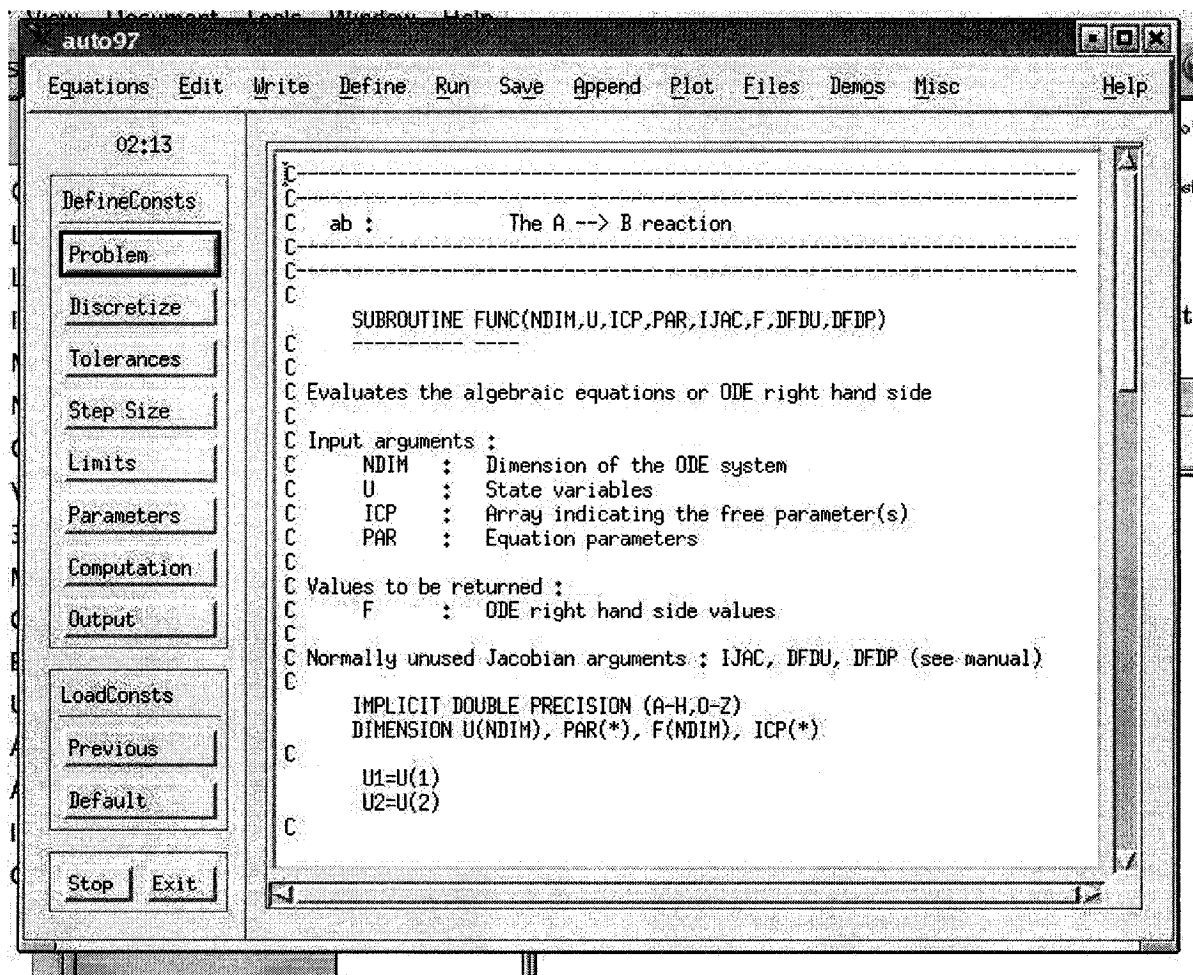 View Document Tools Window Help
auto97
Equations Edit Write Define Run Save Append Plot Files Demos Misc Help
02:13
DefineConsts
Problem
Discretize
Tolerances
Step Size
Limits
Parameters
Computation
Output
LoadConsts
Previous
Default
Stop Exit
C----------------------------------------------------------------------
C----------------------------------------------------------------------
C   ab :            The A --> B reaction
C----------------------------------------------------------------------
C----------------------------------------------------------------------
C
      SUBROUTINE FUNC(NDIM,U,ICP,PAR,IJAC,F,DFDU,DFDP)
C     ---------- ----
C
C Evaluates the algebraic equations or ODE right hand side
C
C Input arguments :
C      NDIM   :   Dimension of the ODE system
C      U      :   State variables
C      ICP    :   Array indicating the free parameter(s)
C      PAR    :   Equation parameters
C
C Values to be returned :
C      F      :   ODE right hand side values
C
C Normally unused Jacobian arguments : IJAC, DFDU, DFDP (see manual)
C
      IMPLICIT DOUBLE PRECISION (A-H,O-Z)
      DIMENSION U(NDIM), PAR(*), F(NDIM), ICP(*)
C
       U1=U(1)
       U2=U(2)
C